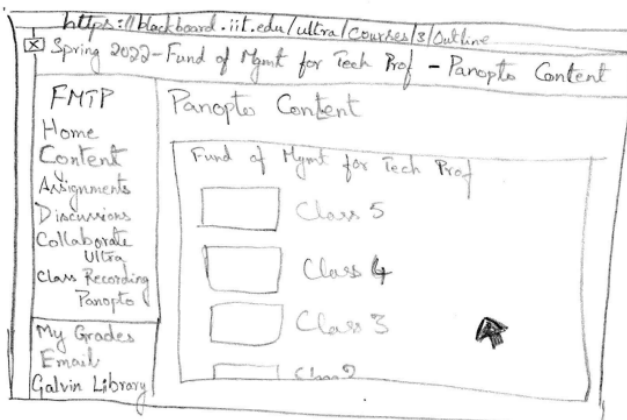 https://blackboard.iit.edu/ultra/courses/3/Outline
Spring 2022-Fund of Mgmt for Tech Prof - Panopto Content
FMTP
Home
Content
Assignments
Discussions
Collaborate
Ultra
Class Recording
Panopto
My Grades
Email
Galvin Library
Panopto Content
Fund of Mgmt for Tech Prof
Class 5
Class 4
Class 3
Class 2